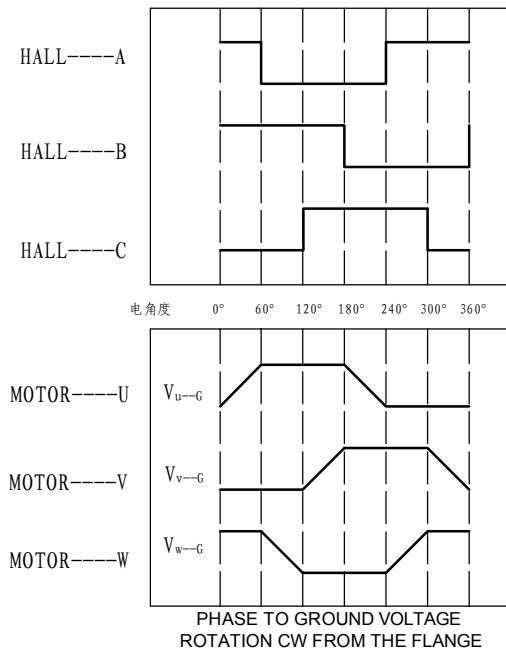 HALL----A
HALL----B
HALL----C
电角度 0° 60° 120° 180° 240° 300° 360°
MOTOR----U Vu--G
MOTOR----V Vv--G
MOTOR----W Vw--G
PHASE TO GROUND VOLTAGE
ROTATION CW FROM THE FLANGE